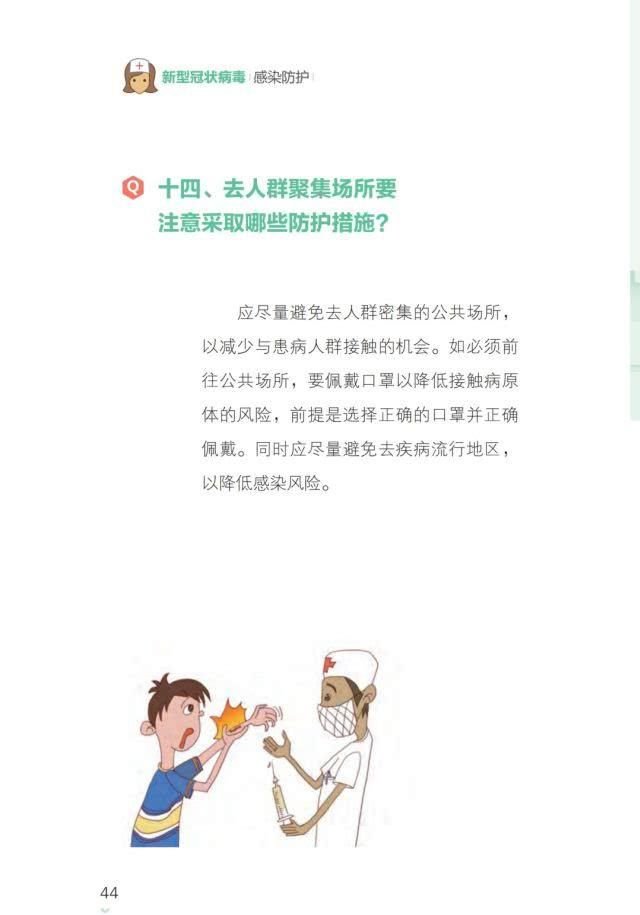 新型冠状病毒 感染防护
Q 十四、去人群聚集场所要
注意采取哪些防护措施？
应尽量避免去人群密集的公共场所，
以减少与患病人群接触的机会。如必须前
往公共场所，要佩戴口罩以降低接触病原
体的风险，前提是选择正确的口罩并正确
佩戴。同时应尽量避免去疾病流行地区，
以降低感染风险。
44